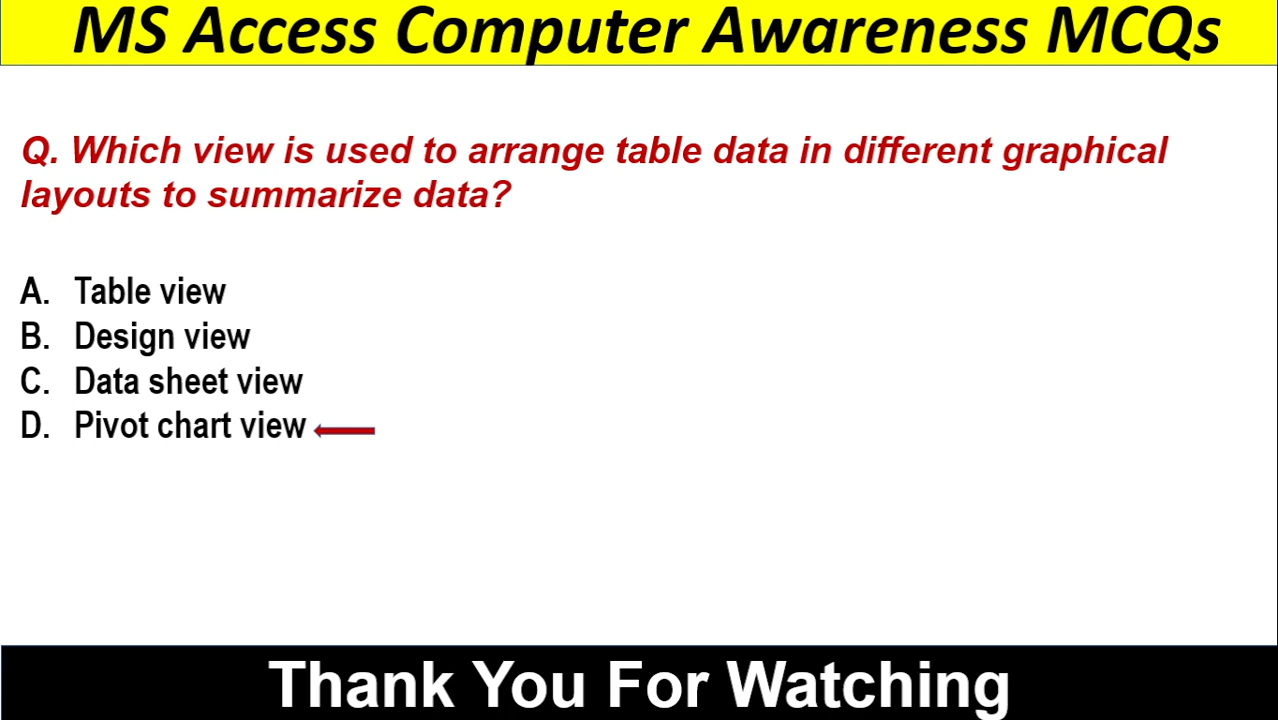 MS Access Computer Awareness MCQs
Q. Which view is used to arrange table data in different graphical
layouts to summarize data?
A. Table view
B. Design view
C. Data sheet view
D. Pivot chart view
Thank You For Watching